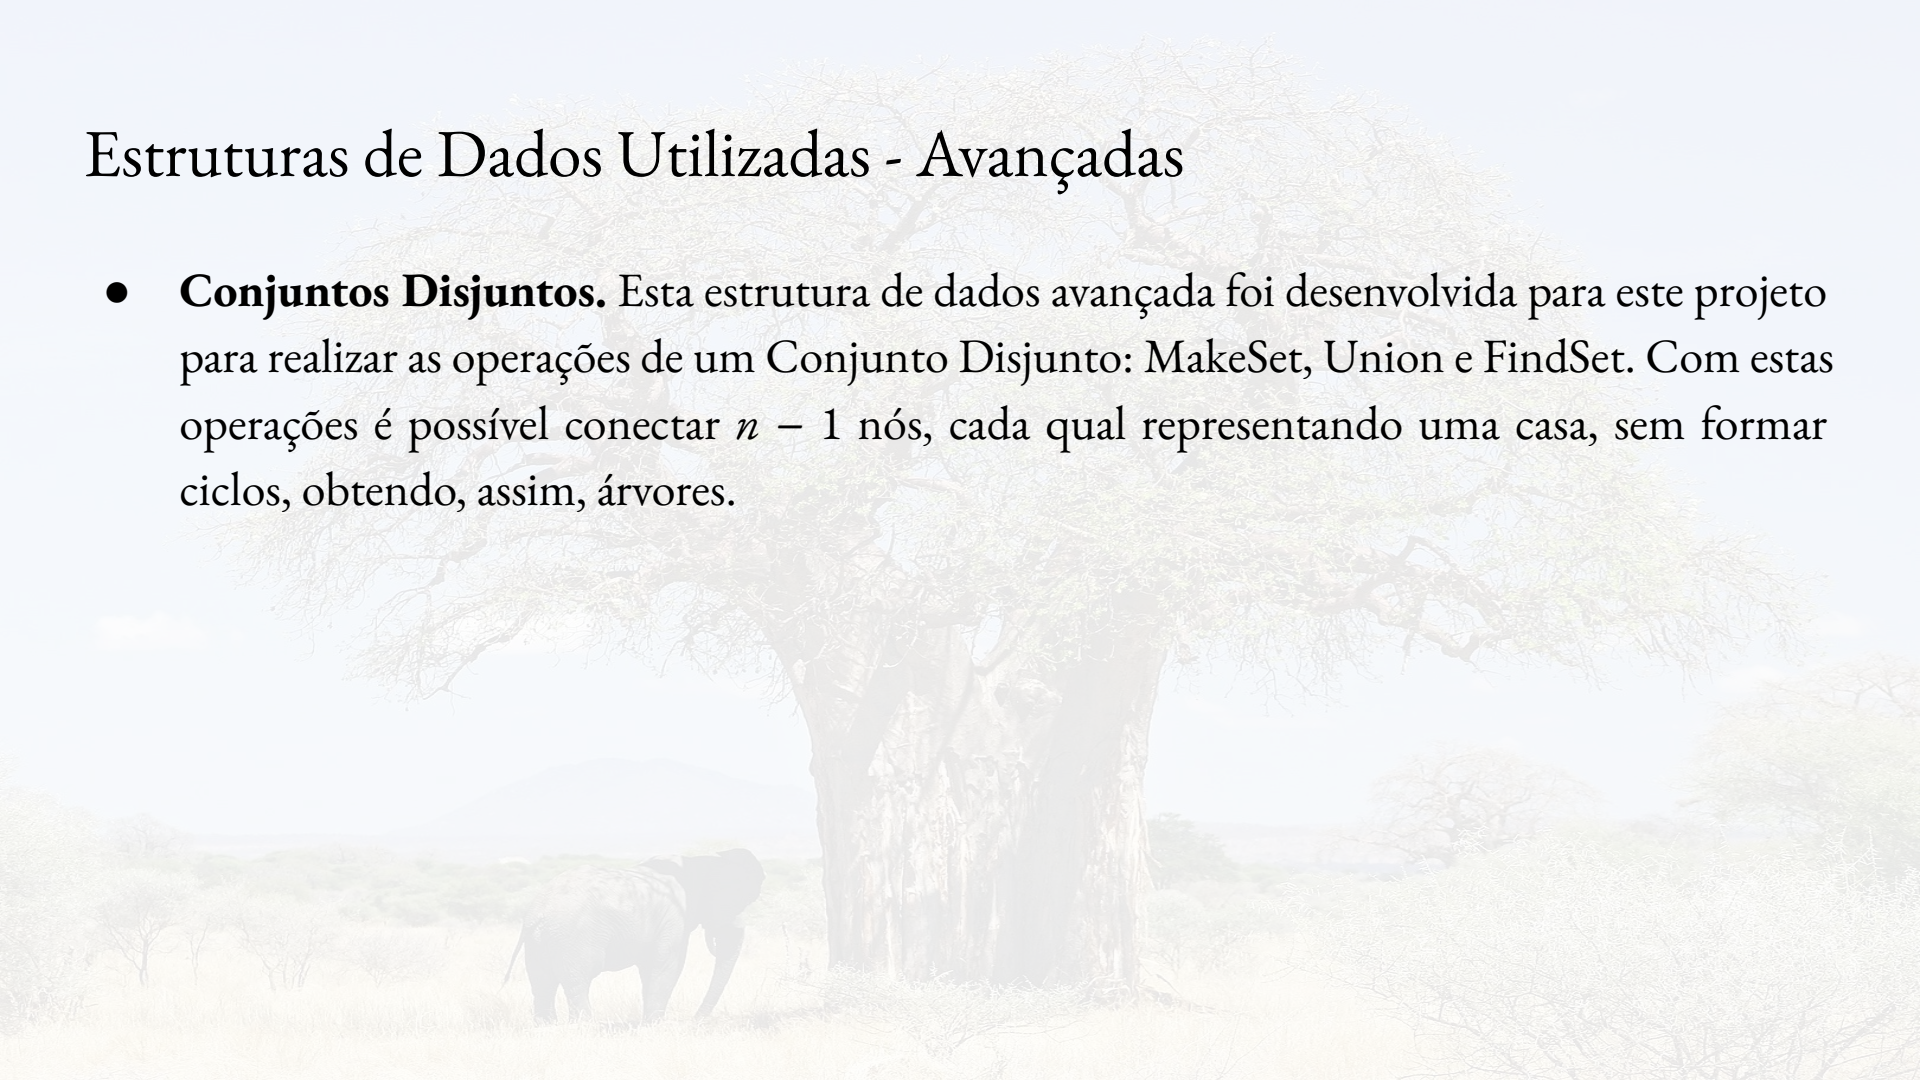 Estruturas de Dados Utilizadas - Avançadas
● Conjuntos Disjuntos. Esta estrutura de dados avançada foi desenvolvida para este projeto
para realizar as operações de um Conjunto Disjunto: MakeSet, Union e FindSet. Com estas
operações é possível conectar n − 1 nós, cada qual representando uma casa, sem formar
ciclos, obtendo, assim, árvores.